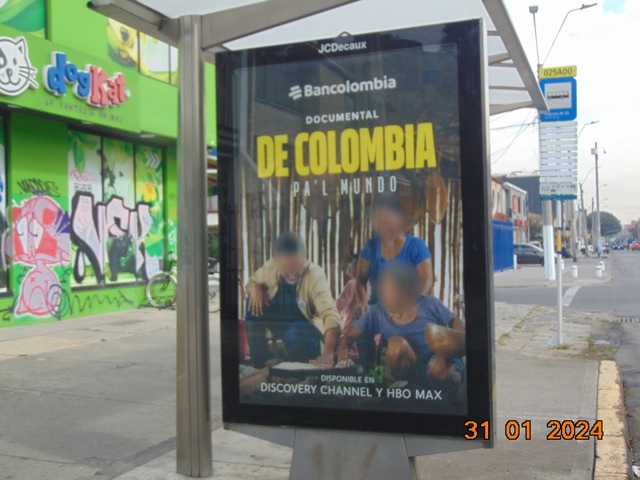 JCDecaux
Bancolombia
DOCUMENTAL
DE COLOMBIA
PA'L MUNDO
DISPONIBLE EN
DISCOVERY CHANNEL Y HBO MAX
dogKat
025A00
31 01 2024